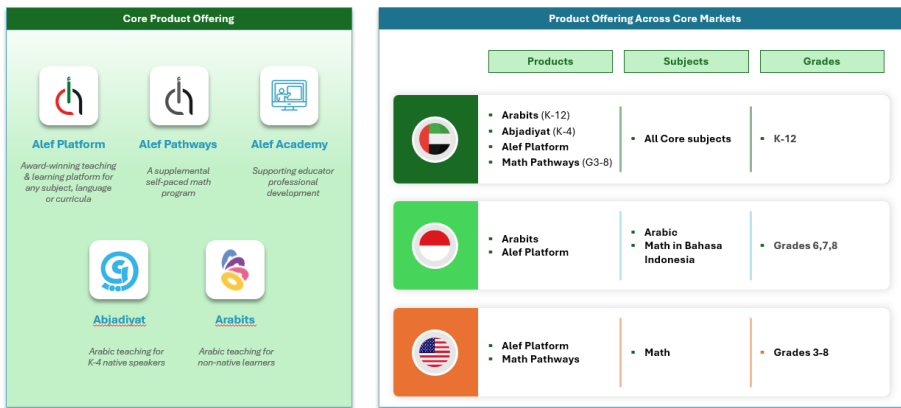 Core Product Offering
Alef Platform
Award-winning teaching
& learning platform for
any subject, language
or curricula
Alef Pathways
A supplemental
self-paced math
program
Alef Academy
Supporting educator
professional
development
Abjadiyat
Arabic teaching for
K-4 native speakers
Arabits
Arabic teaching for
non-native learners
Product Offering Across Core Markets
Products
Subjects
Grades
▪ Arabits (K-12)
▪ Abjadiyat (K-4)
▪ Alef Platform
▪ Math Pathways (G3-8)
▪ All Core subjects
▪ K-12
▪ Arabits
▪ Alef Platform
▪ Arabic
▪ Math in Bahasa
Indonesia
▪ Grades 6,7,8
▪ Alef Platform
▪ Math Pathways
▪ Math
▪ Grades 3-8